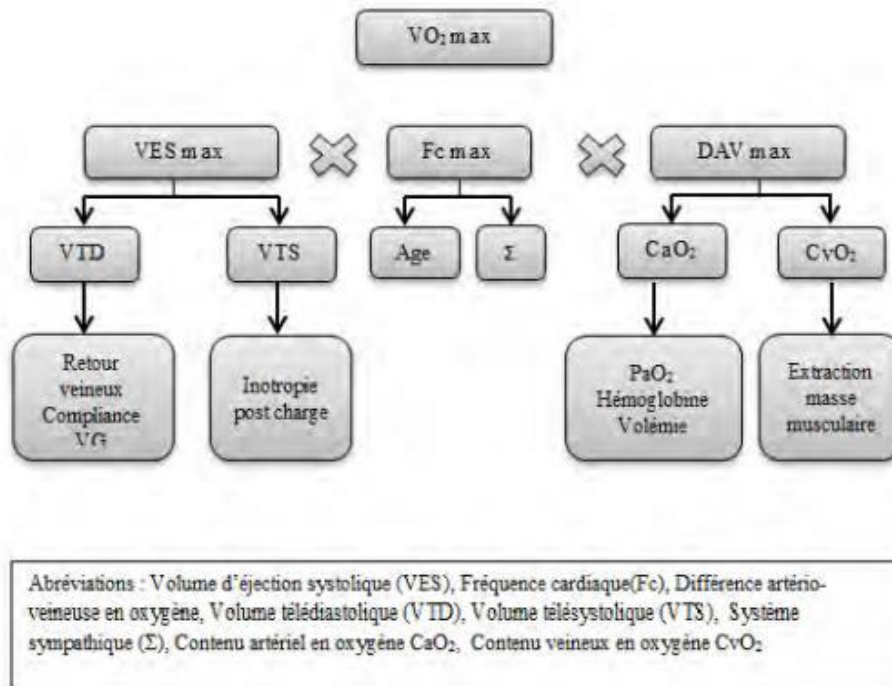 VO₂ max
VES max
Fc max
DAV max
VTD
VTS
Age
Σ
CaO₂
CvO₂
Retour
veineux
Compliance
VG
Inotropie
post charge
PaO₂
Hémoglobine
Volémie
Extraction
masse
musculaire
Abréviations : Volume d'éjection systolique (VES), Fréquence cardiaque(Fc), Différence artério-
veineuse en oxygène, Volume télédiastolique (VTD), Volume télésystolique (VTS), Système
sympathique (Σ), Contenu artériel en oxygène CaO₂, Contenu veineux en oxygène CvO₂